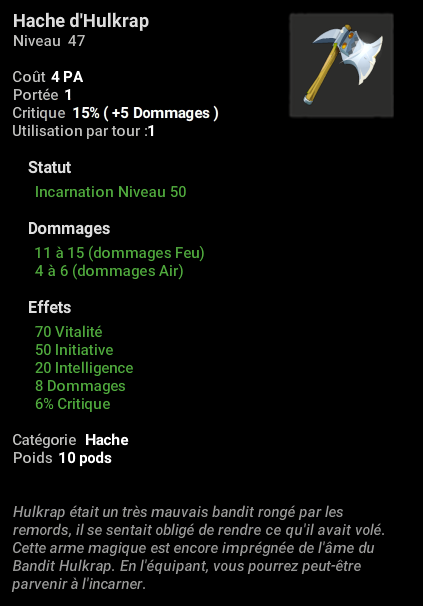 Hache d'Hulkrap
Niveau 47
Coût 4 PA
Portée 1
Critique 15% ( +5 Dommages )
Utilisation par tour :1
Statut
Incarnation Niveau 50
Dommages
11 à 15 (dommages Feu)
4 à 6 (dommages Air)
Effets
70 Vitalité
50 Initiative
20 Intelligence
8 Dommages
6% Critique
Catégorie Hache
Poids 10 pods
Hulkrap était un très mauvais bandit rongé par les
remords, il se sentait obligé de rendre ce qu'il avait volé.
Cette arme magique est encore imprégnée de l'âme du
Bandit Hulkrap. En l'équipant, vous pourrez peut-être
parvenir à l'incarner.